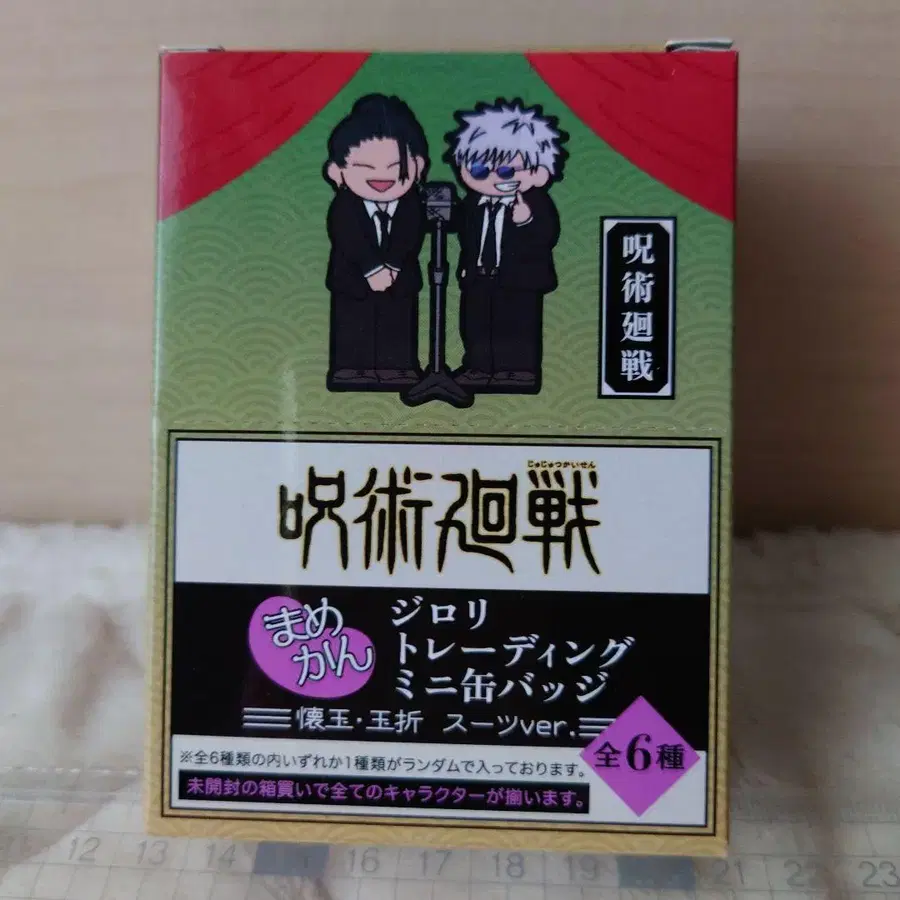 呪術廻戦
じゅじゅつかいせん
呪術廻戦
まめ
かん
ジロリ
トレーディング
ミニ缶バッジ
懐玉・玉折 スーツver.
全6種
※全6種類の内いずれか1種類がランダムで入っております。
未開封の箱買いで全てのキャラクターが揃います。
12 13 14 16 17 18 19 21 22 23